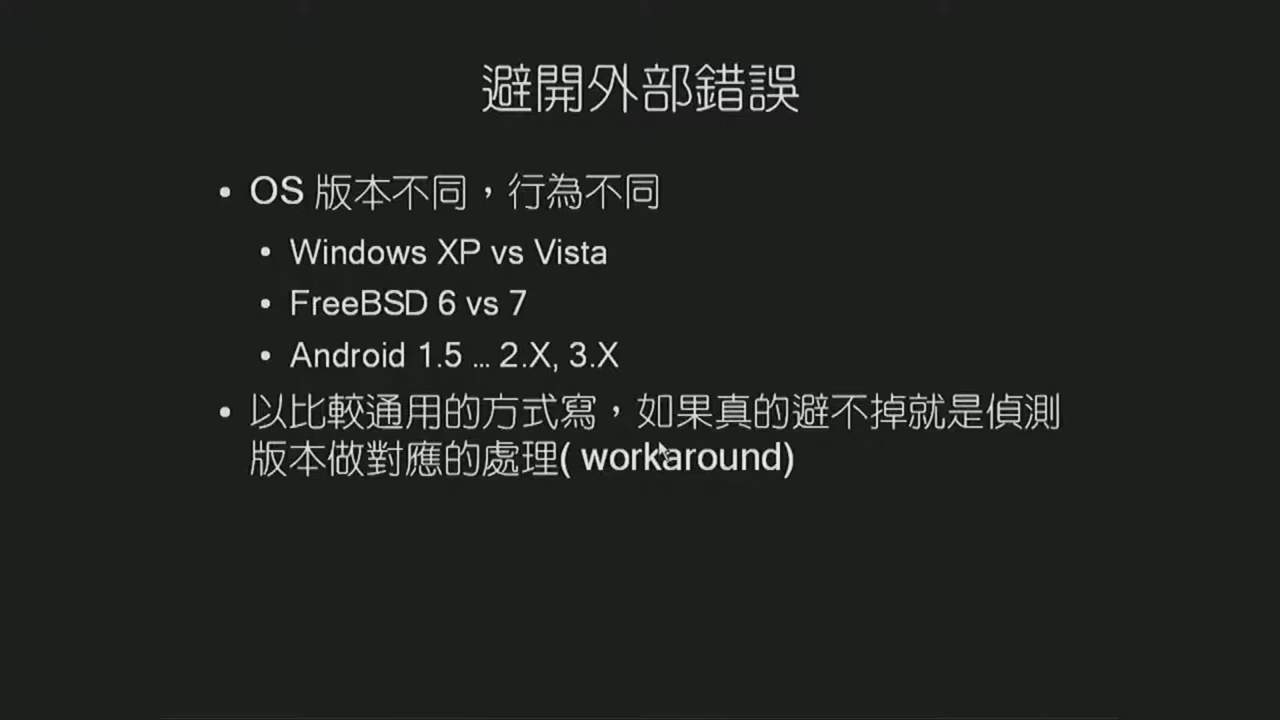 避開外部錯誤
• OS 版本不同，行為不同
• Windows XP vs Vista
• FreeBSD 6 vs 7
• Android 1.5 ... 2.X, 3.X
• 以比較通用的方式寫，如果真的避不掉就是偵測
版本做對應的處理( workaround)